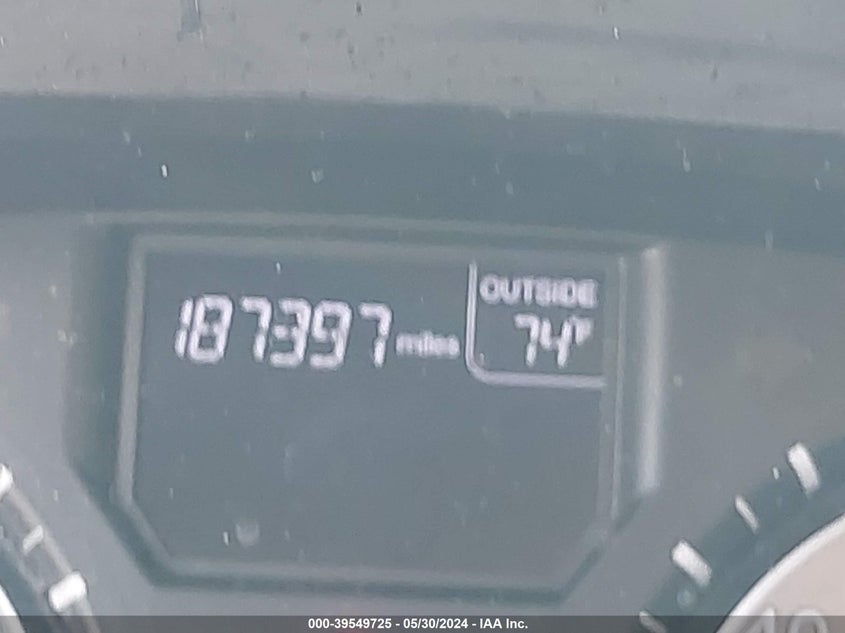 187397 miles
OUTSIDE
74°F
000-39549725 - 05/30/2024 - IAA Inc.